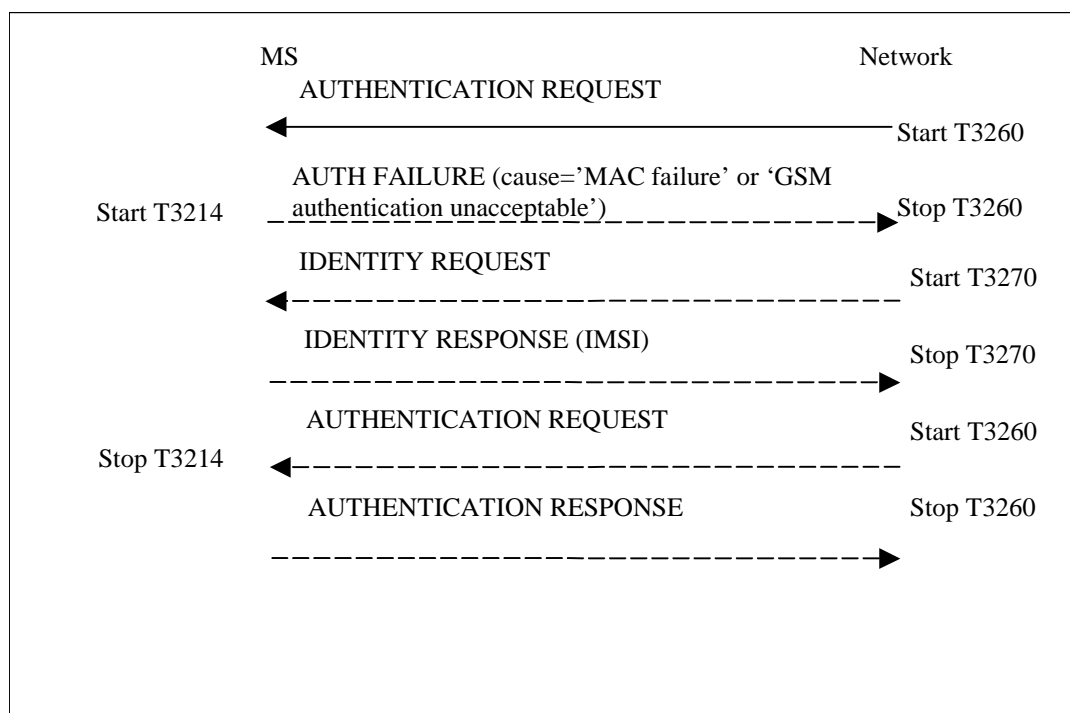 MS Network
AUTHENTICATION REQUEST
Start T3260
AUTH FAILURE (cause=’MAC failure’ or ‘GSM
authentication unacceptable’)
Start T3214
Stop T3260
IDENTITY REQUEST
Start T3270
IDENTITY RESPONSE (IMSI)
Stop T3270
AUTHENTICATION REQUEST
Start T3260
Stop T3214
AUTHENTICATION RESPONSE
Stop T3260